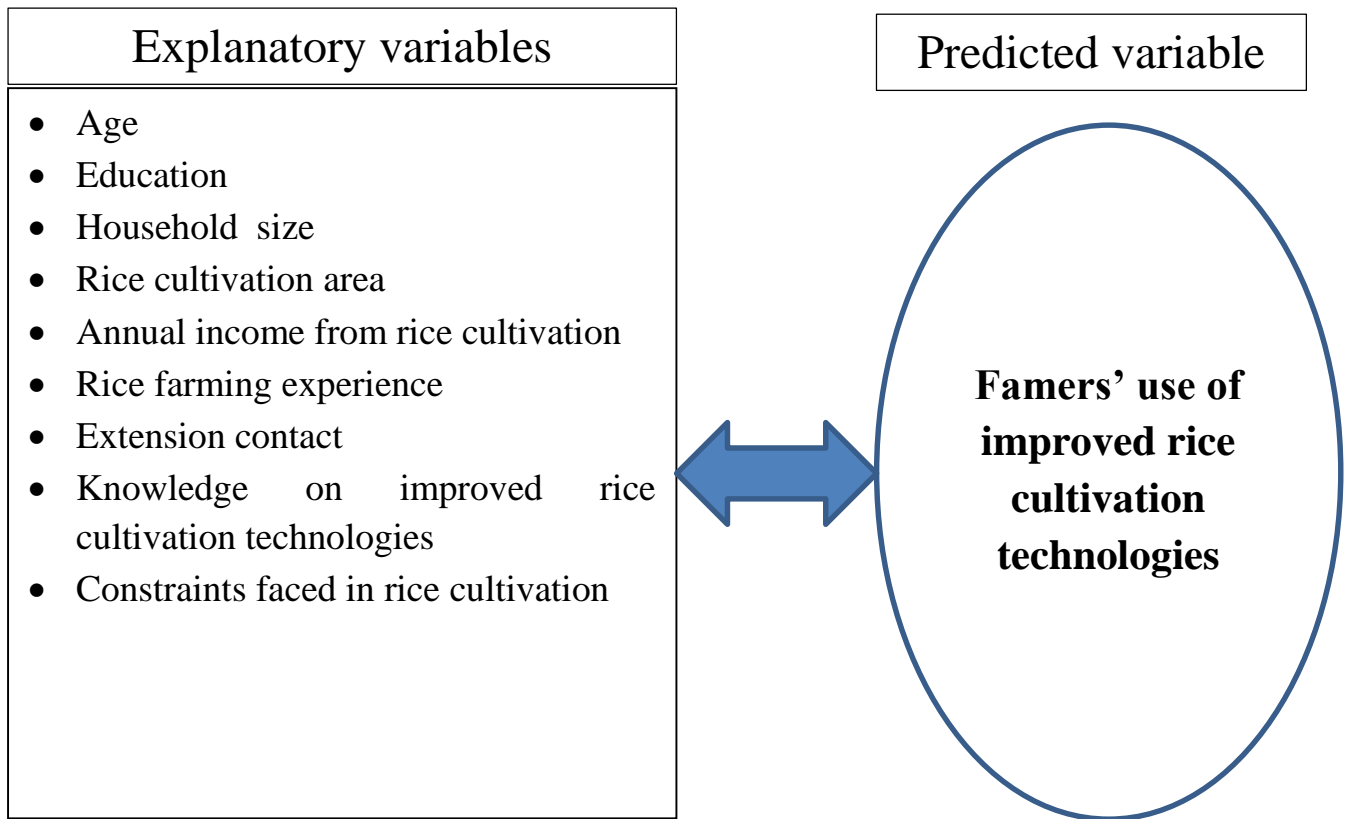 Explanatory variables
• Age
• Education
• Household size
• Rice cultivation area
• Annual income from rice cultivation
• Rice farming experience
• Extension contact
• Knowledge on improved rice
cultivation technologies
• Constraints faced in rice cultivation
Predicted variable
Famers’ use of
improved rice
cultivation
technologies